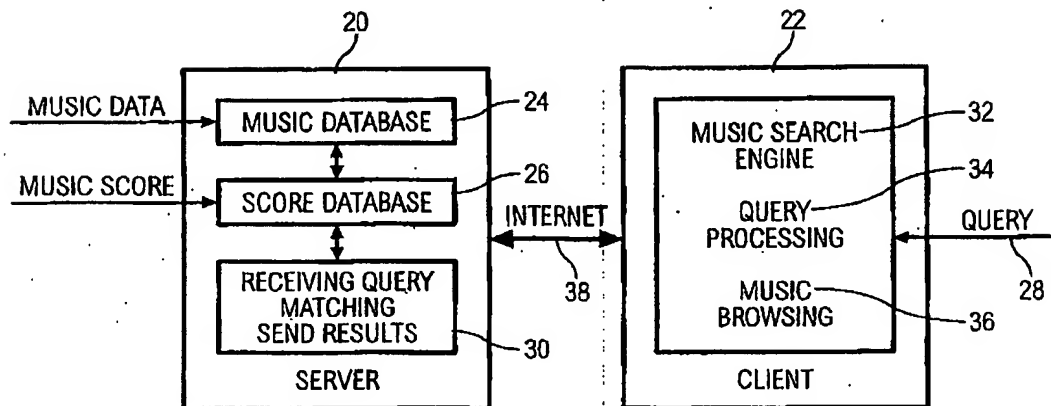 20
22
MUSIC DATA
MUSIC DATABASE
24
MUSIC SCORE
SCORE DATABASE
26
RECEIVING QUERY
MATCHING
SEND RESULTS
30
SERVER
INTERNET
38
MUSIC SEARCH
ENGINE
32
QUERY
PROCESSING
34
MUSIC
BROWSING
36
CLIENT
QUERY
28